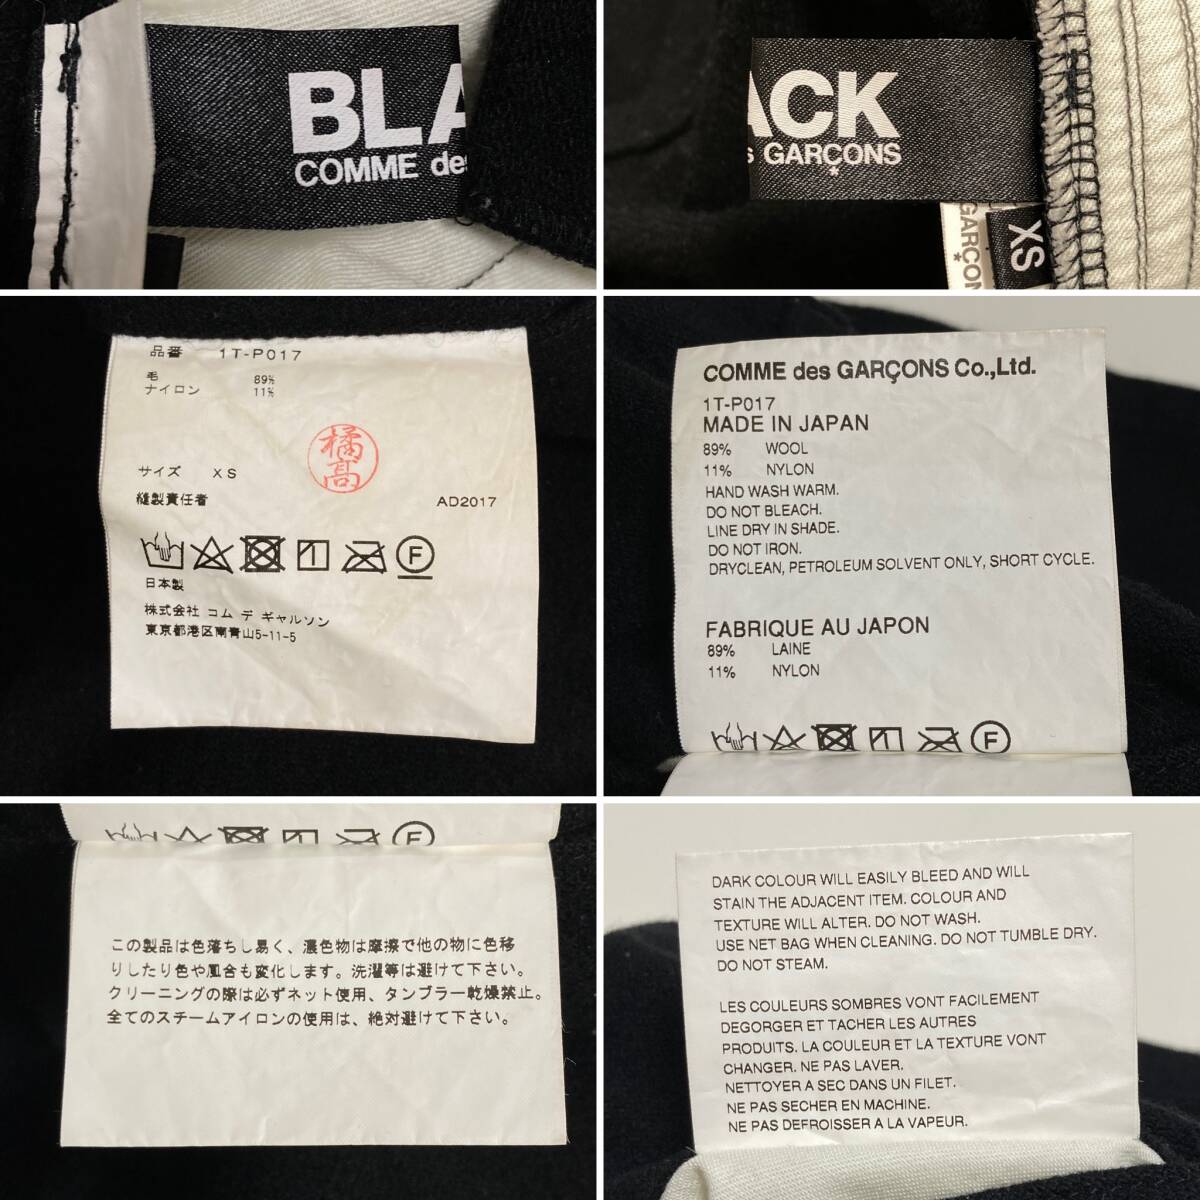 BLA
COMME des
ACK
s GARÇONS
*
GARÇON
*
XS
品番 1T-P017
毛 89%
ナイロン 11%
橘高
サイズ XS
縫製責任者 AD2017
F
日本製
株式会社 コム デ ギャルソン
東京都港区南青山5-11-5
COMME des GARÇONS Co.,Ltd.
1T-P017
MADE IN JAPAN
89% WOOL
11% NYLON
HAND WASH WARM.
DO NOT BLEACH.
LINE DRY IN SHADE.
DO NOT IRON.
DRYCLEAN, PETROLEUM SOLVENT ONLY, SHORT CYCLE.
FABRIQUE AU JAPON
89% LAINE
11% NYLON
F
F
この製品は色落ちし易く、濃色物は摩擦で他の物に色移
りしたり色や風合も変化します。洗濯等は避けて下さい。
クリーニングの際は必ずネット使用、タンブラー乾燥禁止。
全てのスチームアイロンの使用は、絶対避けて下さい。
DARK COLOUR WILL EASILY BLEED AND WILL
STAIN THE ADJACENT ITEM. COLOUR AND
TEXTURE WILL ALTER. DO NOT WASH.
USE NET BAG WHEN CLEANING. DO NOT TUMBLE DRY.
DO NOT STEAM.
LES COULEURS SOMBRES VONT FACILEMENT
DEGORGER ET TACHER LES AUTRES
PRODUITS. LA COULEUR ET LA TEXTURE VONT
CHANGER. NE PAS LAVER.
NETTOYER A SEC DANS UN FILET.
NE PAS SECHER EN MACHINE.
NE PAS DEFROISSER A LA VAPEUR.